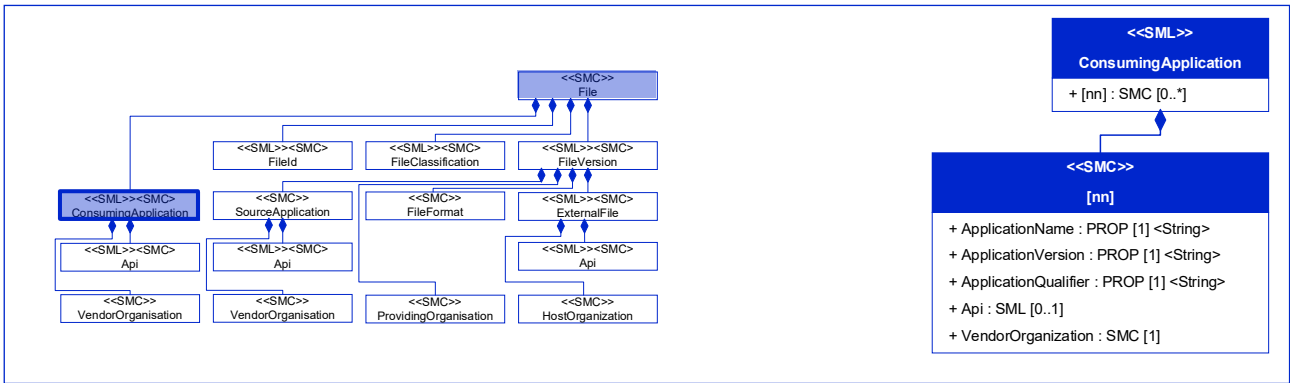 <<SMC>>
File
<<SML>><SMC>
FileId
<<SML>><SMC>
FileClassification
<<SML>><SMC>
FileVersion
<<SML>><SMC>
ConsumingApplication
<<SMC>>
SourceApplication
<<SMC>>
FileFormat
<<SML>><SMC>
ExternalFile
<<SML>><SMC>
Api
<<SML>><SMC>
Api
<<SML>><SMC>
Api
<<SMC>>
VendorOrganisation
<<SMC>>
VendorOrganisation
<<SMC>>
ProvidingOrganisation
<<SMC>>
HostOrganization
<<SML>>
ConsumingApplication
+ [nn] : SMC [0..*]
<<SMC>>
[nn]
+ ApplicationName : PROP [1] <String>
+ ApplicationVersion : PROP [1] <String>
+ ApplicationQualifier : PROP [1] <String>
+ Api : SML [0..1]
+ VendorOrganization : SMC [1]